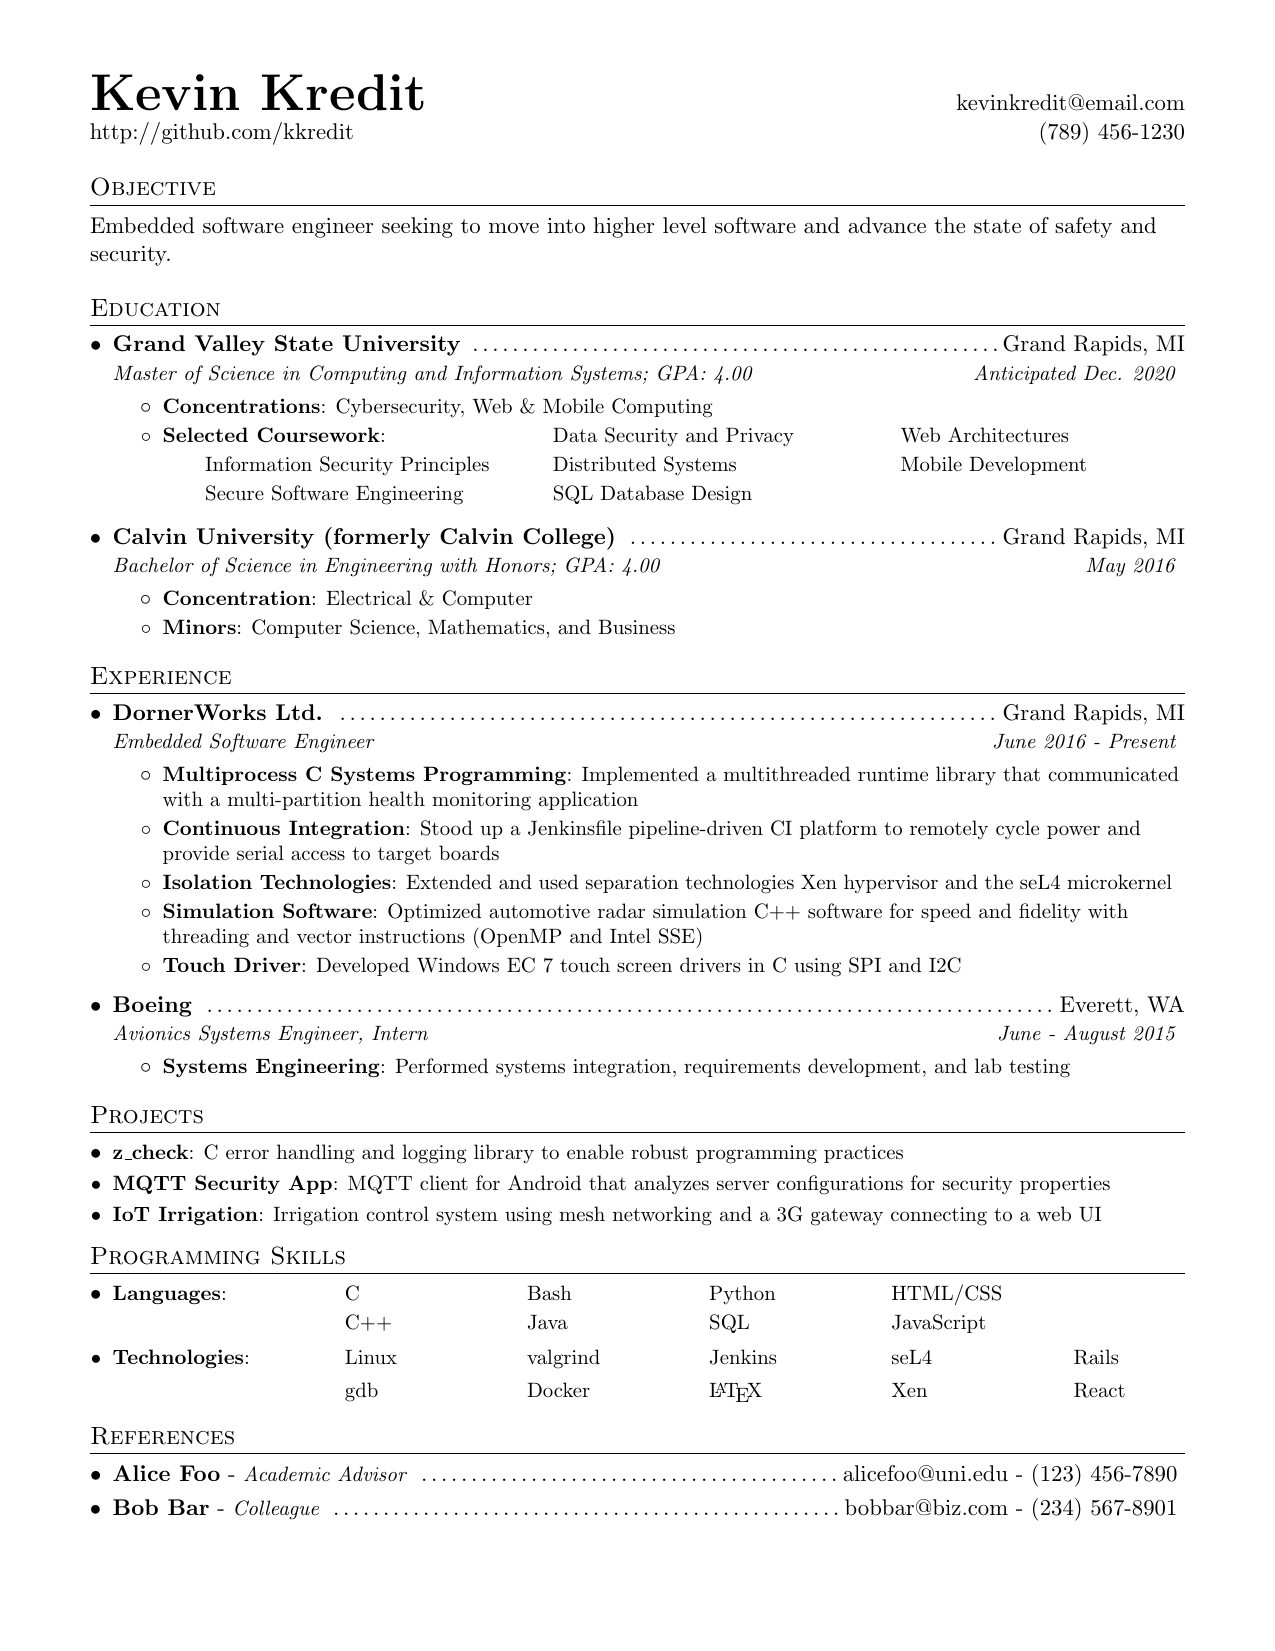 Kevin Kredit
kevinkredit@email.com
http://github.com/kkredit (789) 456-1230
Objective
Embedded software engineer seeking to move into higher level software and advance the state of safety and
security.
Education
• Grand Valley State University ..................................................... Grand Rapids, MI
Master of Science in Computing and Information Systems; GPA: 4.00 Anticipated Dec. 2020
◦ Concentrations: Cybersecurity, Web & Mobile Computing
◦ Selected Coursework: Data Security and Privacy Web Architectures
Information Security Principles Distributed Systems Mobile Development
Secure Software Engineering SQL Database Design
• Calvin University (formerly Calvin College) ..................................... Grand Rapids, MI
Bachelor of Science in Engineering with Honors; GPA: 4.00 May 2016
◦ Concentration: Electrical & Computer
◦ Minors: Computer Science, Mathematics, and Business
Experience
• DornerWorks Ltd. .................................................................. Grand Rapids, MI
Embedded Software Engineer June 2016 - Present
◦ Multiprocess C Systems Programming: Implemented a multithreaded runtime library that communicated
with a multi-partition health monitoring application
◦ Continuous Integration: Stood up a Jenkinsfile pipeline-driven CI platform to remotely cycle power and
provide serial access to target boards
◦ Isolation Technologies: Extended and used separation technologies Xen hypervisor and the seL4 microkernel
◦ Simulation Software: Optimized automotive radar simulation C++ software for speed and fidelity with
threading and vector instructions (OpenMP and Intel SSE)
◦ Touch Driver: Developed Windows EC 7 touch screen drivers in C using SPI and I2C
• Boeing ..................................................................................... Everett, WA
Avionics Systems Engineer, Intern June - August 2015
◦ Systems Engineering: Performed systems integration, requirements development, and lab testing
Projects
• z_check: C error handling and logging library to enable robust programming practices
• MQTT Security App: MQTT client for Android that analyzes server configurations for security properties
• IoT Irrigation: Irrigation control system using mesh networking and a 3G gateway connecting to a web UI
Programming Skills
• Languages: C Bash Python HTML/CSS
C++ Java SQL JavaScript
• Technologies: Linux valgrind Jenkins seL4 Rails
gdb Docker LATEX Xen React
References
• Alice Foo - Academic Advisor .......................................... alicefoo@uni.edu - (123) 456-7890
• Bob Bar - Colleague ................................................... bobbar@biz.com - (234) 567-8901